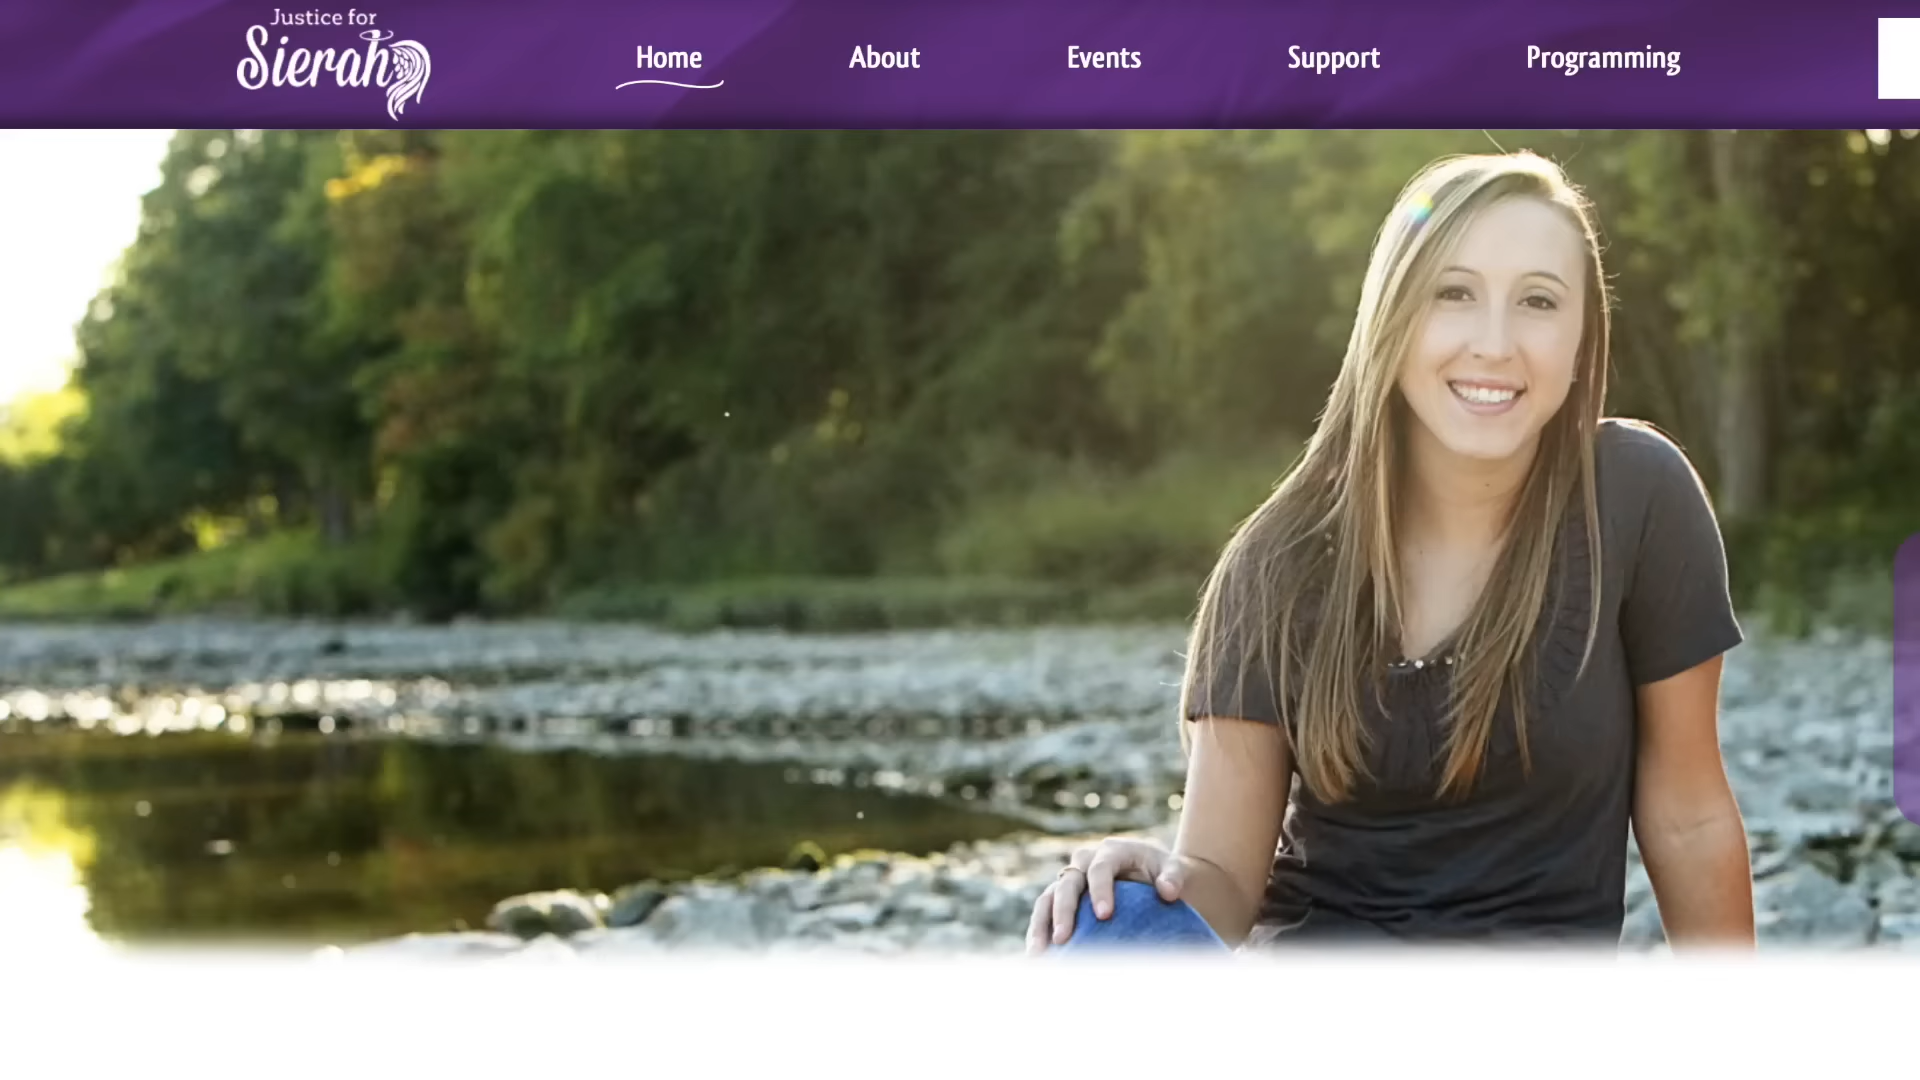 Justice for
Sierah
Home
About
Events
Support
Programming